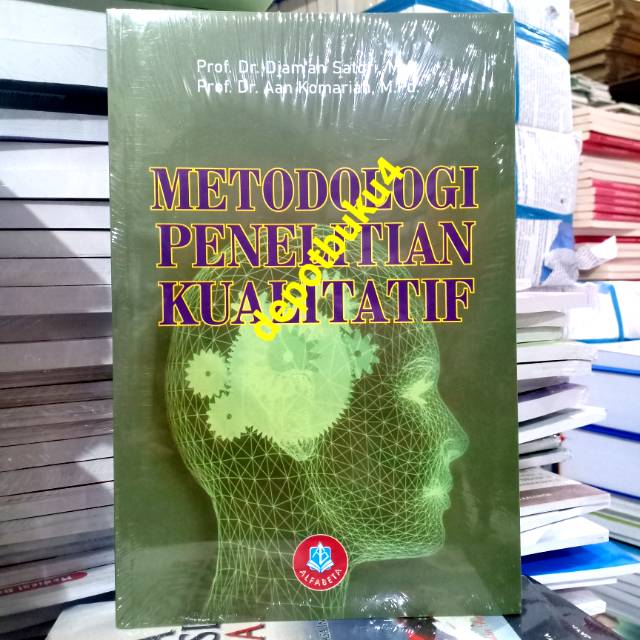 Prof. Dr. Djam'an Satori,
Prof. Dr. Aan Komariah, M.Pd.
METODOLOGI
PENELITIAN
KUALITATIF
depotbuku4
ALFABETA